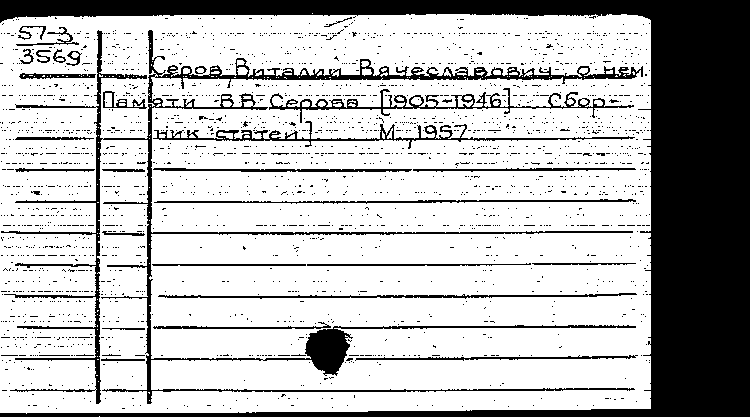 57-3
3569
Серов, Виталий Вячеславович, о нем.
Памяти В.В. Серова [1905-1946] Сбор-
ник статей] М., 1957